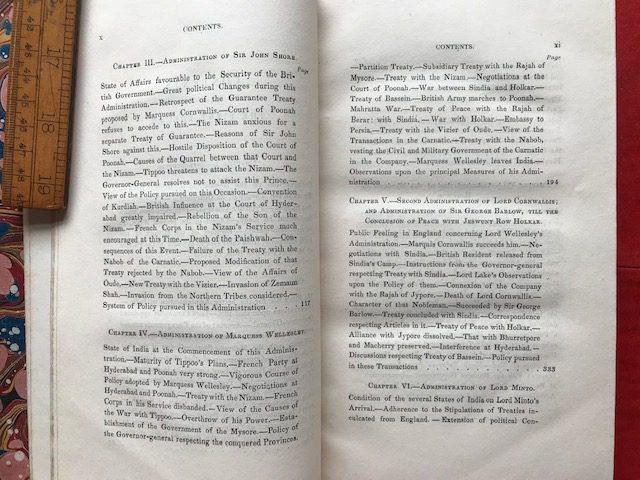 x
CONTENTS.
CHAPTER III.—ADMINISTRATION OF SIR JOHN SHORE
Page
State of Affairs favourable to the Security of the Bri-
tish Government.—Great political Changes during this
Administration.—Retrospect of the Guarantee Treaty
proposed by Marquess Cornwallis.—Court of Poonah
refuses to accede to this.—The Nizam anxious for a
separate Treaty of Guarantee.—Reasons of Sir John
Shore against this.—Hostile Disposition of the Court of
Poonah.—Causes of the Quarrel between that Court and
the Nizam.—Tippoo threatens to attack the Nizam.—The
Governor-General resolves not to assist this Prince.—
View of the Policy pursued on this Occasion.—Convention
of Kurdlah.—British Influence at the Court of Hyder-
abad greatly impaired.—Rebellion of the Son of the
Nizam.—French Corps in the Nizam's Service much
encouraged at this Time.—Death of the Paishwah.—Con-
sequences of this Event.—Failure of the Treaty with the
Nabob of the Carnatic.—Proposed Modification of that
Treaty rejected by the Nabob.—View of the Affairs of
Oude.—New Treaty with the Vizier.—Invasion of Zemaun
Shah.—Invasion from the Northern Tribes considered.—
System of Policy pursued in this Administration . . . 117
CHAPTER IV.—ADMINISTRATION OF MARQUESS WELLESLEY.
State of India at the Commencement of this Adminis-
tration.—Maturity of Tippoo's Plans.—French Party at
Hyderabad and Poonah very strong.—Vigorous Course of
Policy adopted by Marquess Wellesley.—Negotiations at
Hyderabad and Poonah.—Treaty with the Nizam.—French
Corps in his Service disbanded.—View of the Causes of
the War with Tippoo.—Overthrow of his Power.—Esta-
blishment of the Government of the Mysore.—Policy of
the Governor-general respecting the conquered Provinces.
CONTENTS.
xi
Page
—Partition Treaty.—Subsidiary Treaty with the Rajah of
Mysore.—Treaty with the Nizam.—Negotiations at the
Court of Poonah.—War between Sindia and Holkar.—
Treaty of Bassein.—British Army marches to Poonah.—
Mahratta War.—Treaty of Peace with the Rajah of
Berar: with Sindia.—War with Holkar.—Embassy to
Persia.—Treaty with the Vizier of Oude.—View of the
Transactions in the Carnatic.—Treaty with the Nabob,
vesting the Civil and Military Government of the Carnatic
in the Company.—Marquess Wellesley leaves India.—
Observations upon the principal Measures of his Admi-
nistration . . . 194
CHAPTER V.—SECOND ADMINISTRATION OF LORD CORNWALLIS;
AND ADMINISTRATION OF SIR GEORGE BARLOW, TILL THE
CONCLUSION OF PEACE WITH JESWUNT ROW HOLKAR.
Public Feeling in England concerning Lord Wellesley's
Administration.—Marquis Cornwallis succeeds him.—Ne-
gotiations with Sindia.—British Resident released from
Sindia's Camp.—Instructions from the Governor-general
respecting Treaty with Sindia.—Lord Lake's Observations
upon the Policy of them.—Connexion of the Company
with the Rajah of Jypore.—Death of Lord Cornwallis.—
Character of that Nobleman.—Succeeded by Sir George
Barlow.—Treaty concluded with Sindia.—Correspondence
respecting Articles in it.—Treaty of Peace with Holkar.—
Alliance with Jypore dissolved.—That with Bhurretpore
and Macherry preserved.—Interference at Hyderabad.—
Discussions respecting Treaty of Bassein.—Policy pursued
in these Transactions . . . 333
CHAPTER VI.—ADMINISTRATION OF LORD MINTO.
Condition of the several States of India on Lord Minto's
Arrival.—Adherence to the Stipulations of Treaties in-
culcated from England.—Extension of political Con-
17
18
19